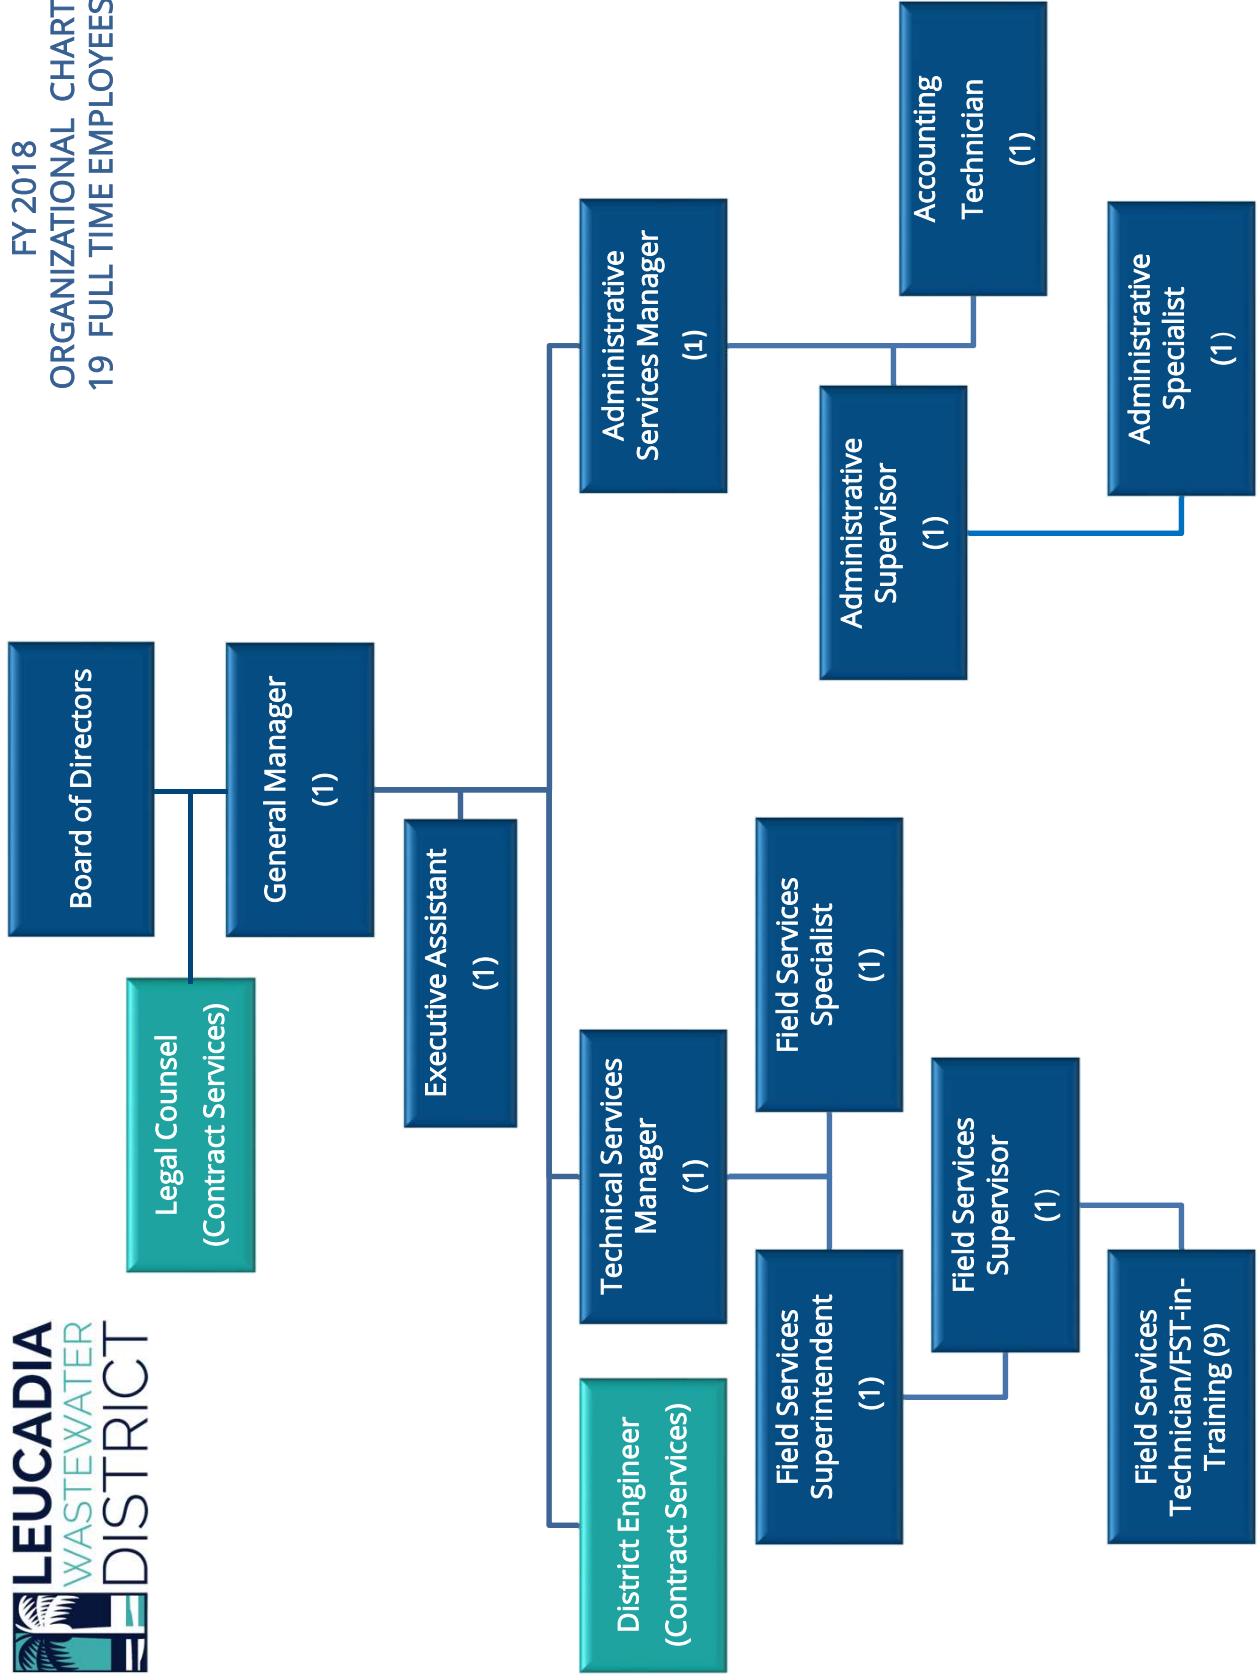 LEUCADIA
WASTEWATER
DISTRICT
FY 2018
ORGANIZATIONAL CHART
19 FULL TIME EMPLOYEES
Board of Directors
Legal Counsel
(Contract Services)
General Manager
(1)
Executive Assistant
(1)
District Engineer
(Contract Services)
Technical Services
Manager
(1)
Administrative
Services Manager
(1)
Field Services
Superintendent
(1)
Field Services
Specialist
(1)
Administrative
Supervisor
(1)
Accounting
Technician
(1)
Field Services
Supervisor
(1)
Field Services
Technician/FST-in-
Training (9)
Administrative
Specialist
(1)